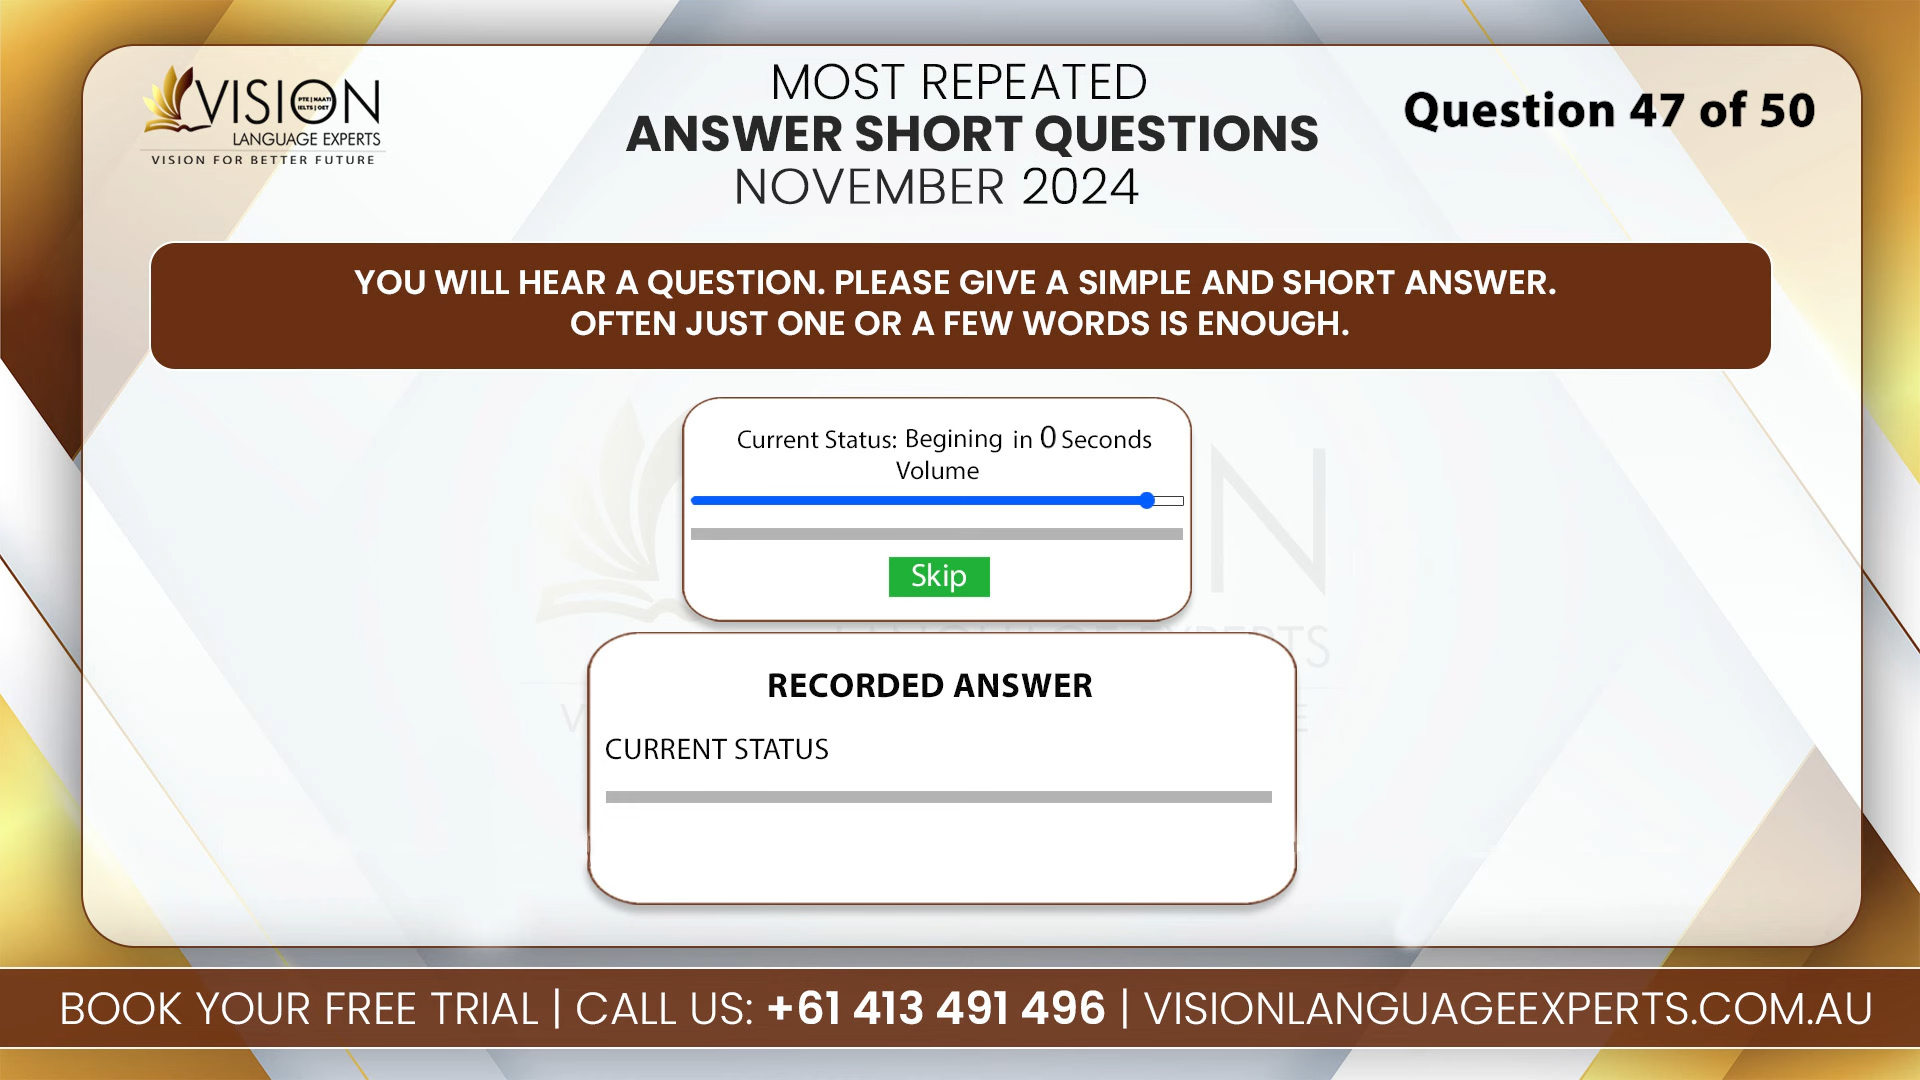 VISION
PTE | NAATI
IELTS | OET
LANGUAGE EXPERTS
VISION FOR BETTER FUTURE
MOST REPEATED
ANSWER SHORT QUESTIONS
NOVEMBER 2024
Question 47 of 50
YOU WILL HEAR A QUESTION. PLEASE GIVE A SIMPLE AND SHORT ANSWER.
OFTEN JUST ONE OR A FEW WORDS IS ENOUGH.
Current Status: Begining in 0 Seconds
Volume
Skip
RECORDED ANSWER
CURRENT STATUS
BOOK YOUR FREE TRIAL | CALL US: +61 413 491 496 | VISIONLANGUAGEEXPERTS.COM.AU